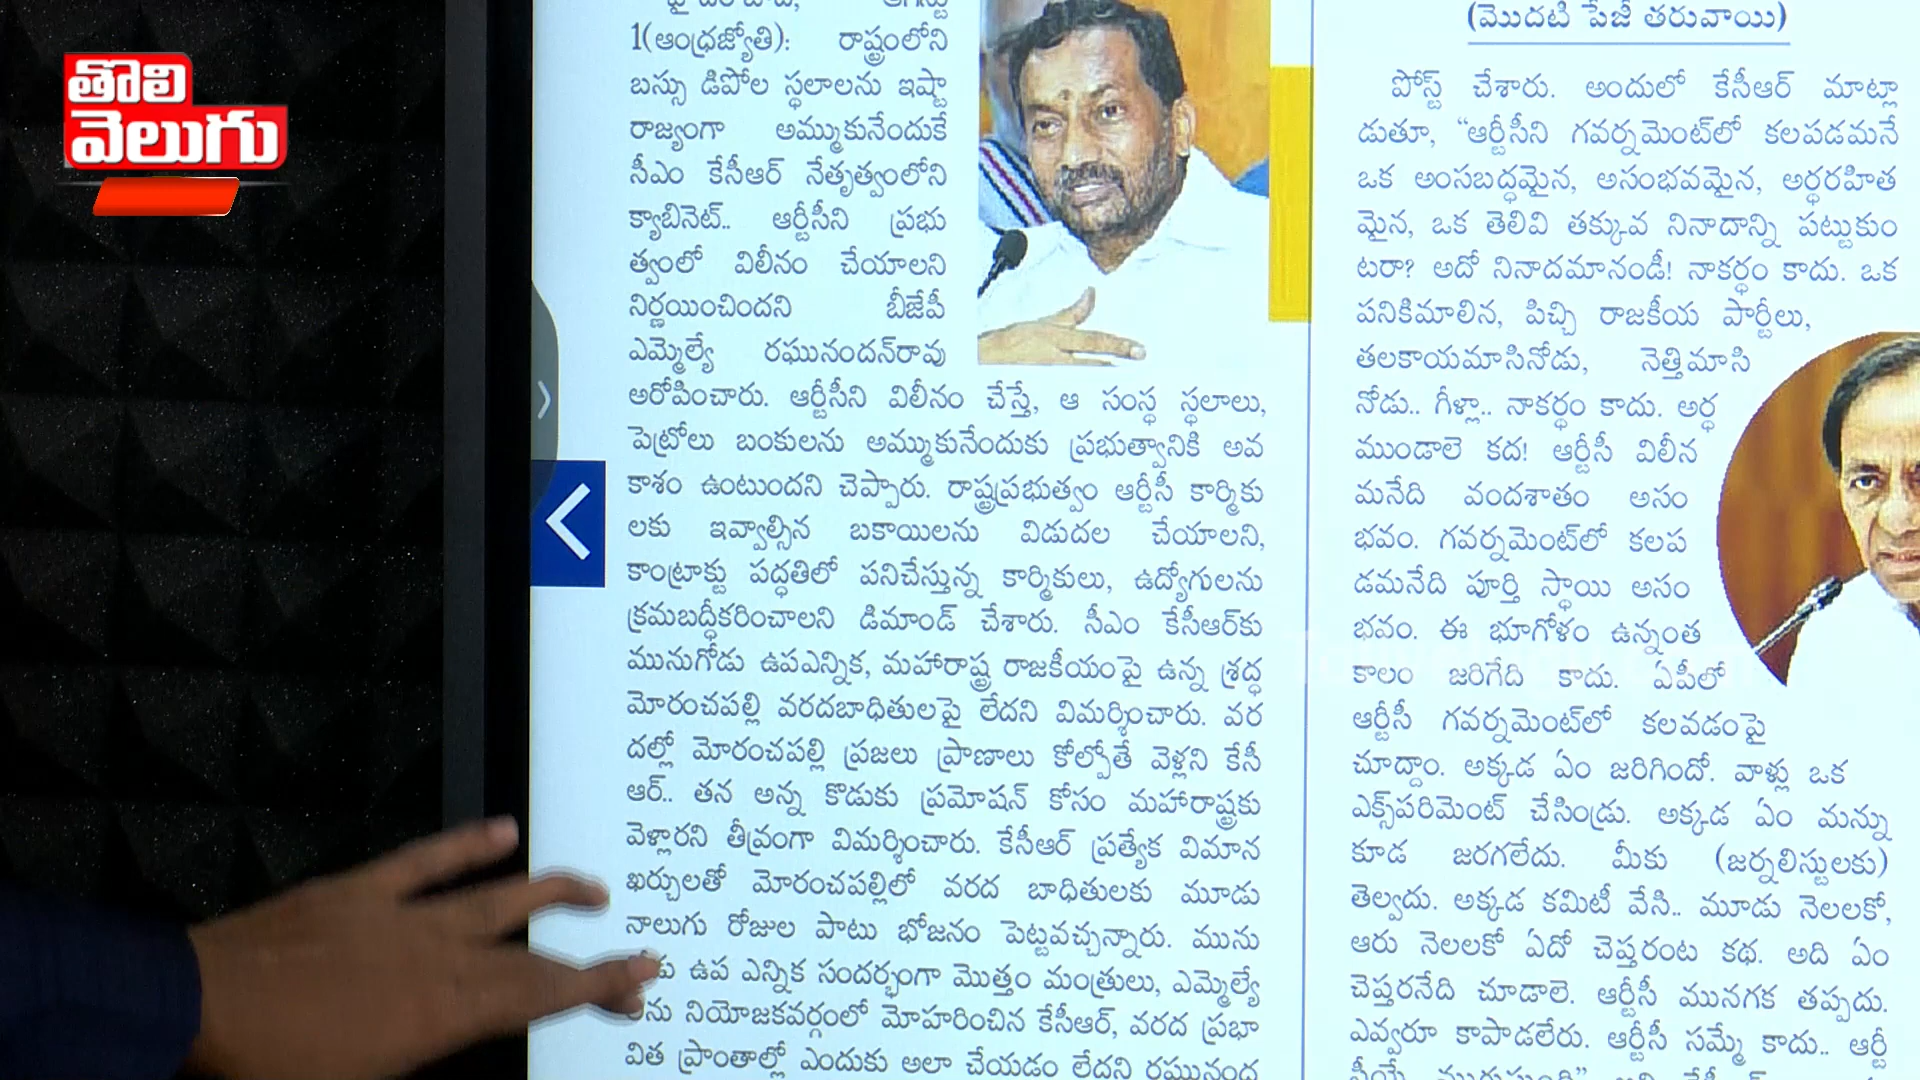 తొలి
వెలుగు
1(ఆంధ్రజ్యోతి): రాష్ట్రంలోని
బస్సు డిపోల స్థలాలను ఇష్టా
రాజ్యంగా అమ్ముకునేందుకే
సీఎం కేసీఆర్ నేతృత్వంలోని
క్యాబినెట్.. ఆర్టీసీని ప్రభు
త్వంలో విలీనం చేయాలని
నిర్ణయించిందని బీజేపీ
ఎమ్మెల్యే రఘునందన్‌రావు
ఆరోపించారు. ఆర్టీసీని విలీనం చేస్తే, ఆ సంస్థ స్థలాలు,
పెట్రోలు బంకులను అమ్ముకునేందుకు ప్రభుత్వానికి అవ
కాశం ఉంటుందని చెప్పారు. రాష్ట్రప్రభుత్వం ఆర్టీసీ కార్మికు
లకు ఇవ్వాల్సిన బకాయిలను విడుదల చేయాలని,
కాంట్రాక్టు పద్ధతిలో పనిచేస్తున్న కార్మికులు, ఉద్యోగులను
క్రమబద్ధీకరించాలని డిమాండ్ చేశారు. సీఎం కేసీఆర్‌కు
మునుగోడు ఉపఎన్నిక, మహారాష్ట్ర రాజకీయంపై ఉన్న శ్రద్ధ
మోరంచపల్లి వరదబాధితులపై లేదని విమర్శించారు. వర
దల్లో మోరంచపల్లి ప్రజలు ప్రాణాలు కోల్పోతే వెళ్లని కేసీ
ఆర్.. తన అన్న కొడుకు ప్రమోషన్ కోసం మహారాష్ట్రకు
వెళ్లారని తీవ్రంగా విమర్శించారు. కేసీఆర్ ప్రత్యేక విమాన
ఖర్చులతో మోరంచపల్లిలో వరద బాధితులకు మూడు
నాలుగు రోజుల పాటు భోజనం పెట్టవచ్చన్నారు. మును
ఉప ఎన్నిక సందర్భంగా మొత్తం మంత్రులు, ఎమ్మెల్యే
లను నియోజకవర్గంలో మోహరించిన కేసీఆర్, వరద ప్రభా
విత ప్రాంతాల్లో ఎందుకు అలా చేయడం లేదని రఘునంద
(మొదటి పేజీ తరువాయి)
పోస్ట్ చేశారు. అందులో కేసీఆర్ మాట్లా
డుతూ, “ఆర్టీసీని గవర్నమెంట్‌లో కలపడమనే
ఒక అంసబద్ధమైన, అసంభవమైన, అర్థరహిత
మైన, ఒక తెలివి తక్కువ నినాదాన్ని పట్టుకుం
టరా? అదో నినాదమానండీ! నాకర్థం కాదు. ఒక
పనికిమాలిన, పిచ్చి రాజకీయ పార్టీలు,
తలకాయమాసినోడు, నెత్తిమాసి
నోడు.. గీళ్లా.. నాకర్థం కాదు. అర్థ
ముండాలె కద! ఆర్టీసీ విలీన
మనేది వందశాతం అసం
భవం. గవర్నమెంట్‌లో కలప
డమనేది పూర్తి స్థాయి అసం
భవం. ఈ భూగోళం ఉన్నంత
కాలం జరిగేది కాదు. ఏపీలో
ఆర్టీసీ గవర్నమెంట్‌లో కలవడంపై
చూద్దాం. అక్కడ ఏం జరిగిందో. వాళ్లు ఒక
ఎక్స్‌పరిమెంట్ చేసిండ్రు. అక్కడ ఏం మన్ను
కూడ జరగలేదు. మీకు (జర్నలిస్టులకు)
తెల్వదు. అక్కడ కమిటీ వేసి.. మూడు నెలలకో,
ఆరు నెలలకో ఏదో చెప్తరంట కథ. అది ఏం
చెప్తరనేది చూడాలె. ఆర్టీసీ మునగక తప్పదు.
ఎవ్వరూ కాపాడలేరు. ఆర్టీసీ సమ్మే కాదు.. ఆర్టీ